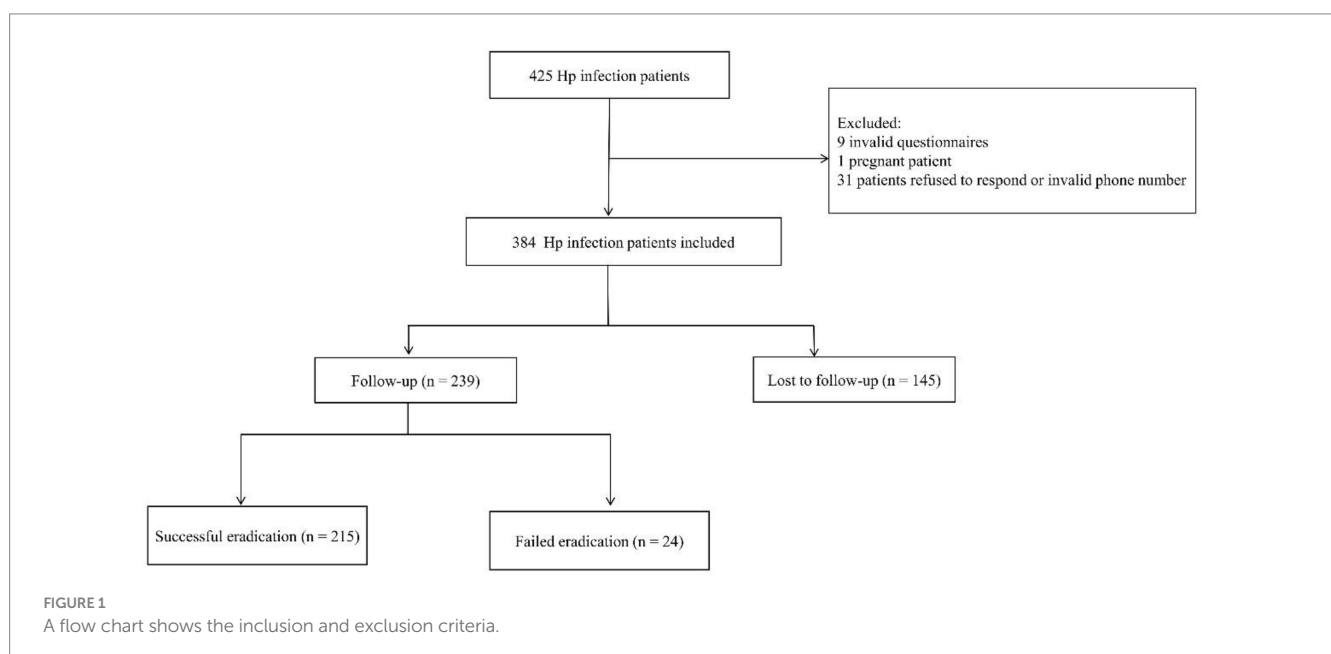 425 Hp infection patients
Excluded:
9 invalid questionnaires
1 pregnant patient
31 patients refused to respond or invalid phone number
384 Hp infection patients included
Follow-up (n = 239)
Lost to follow-up (n = 145)
Successful eradication (n = 215)
Failed eradication (n = 24)
FIGURE 1
A flow chart shows the inclusion and exclusion criteria.